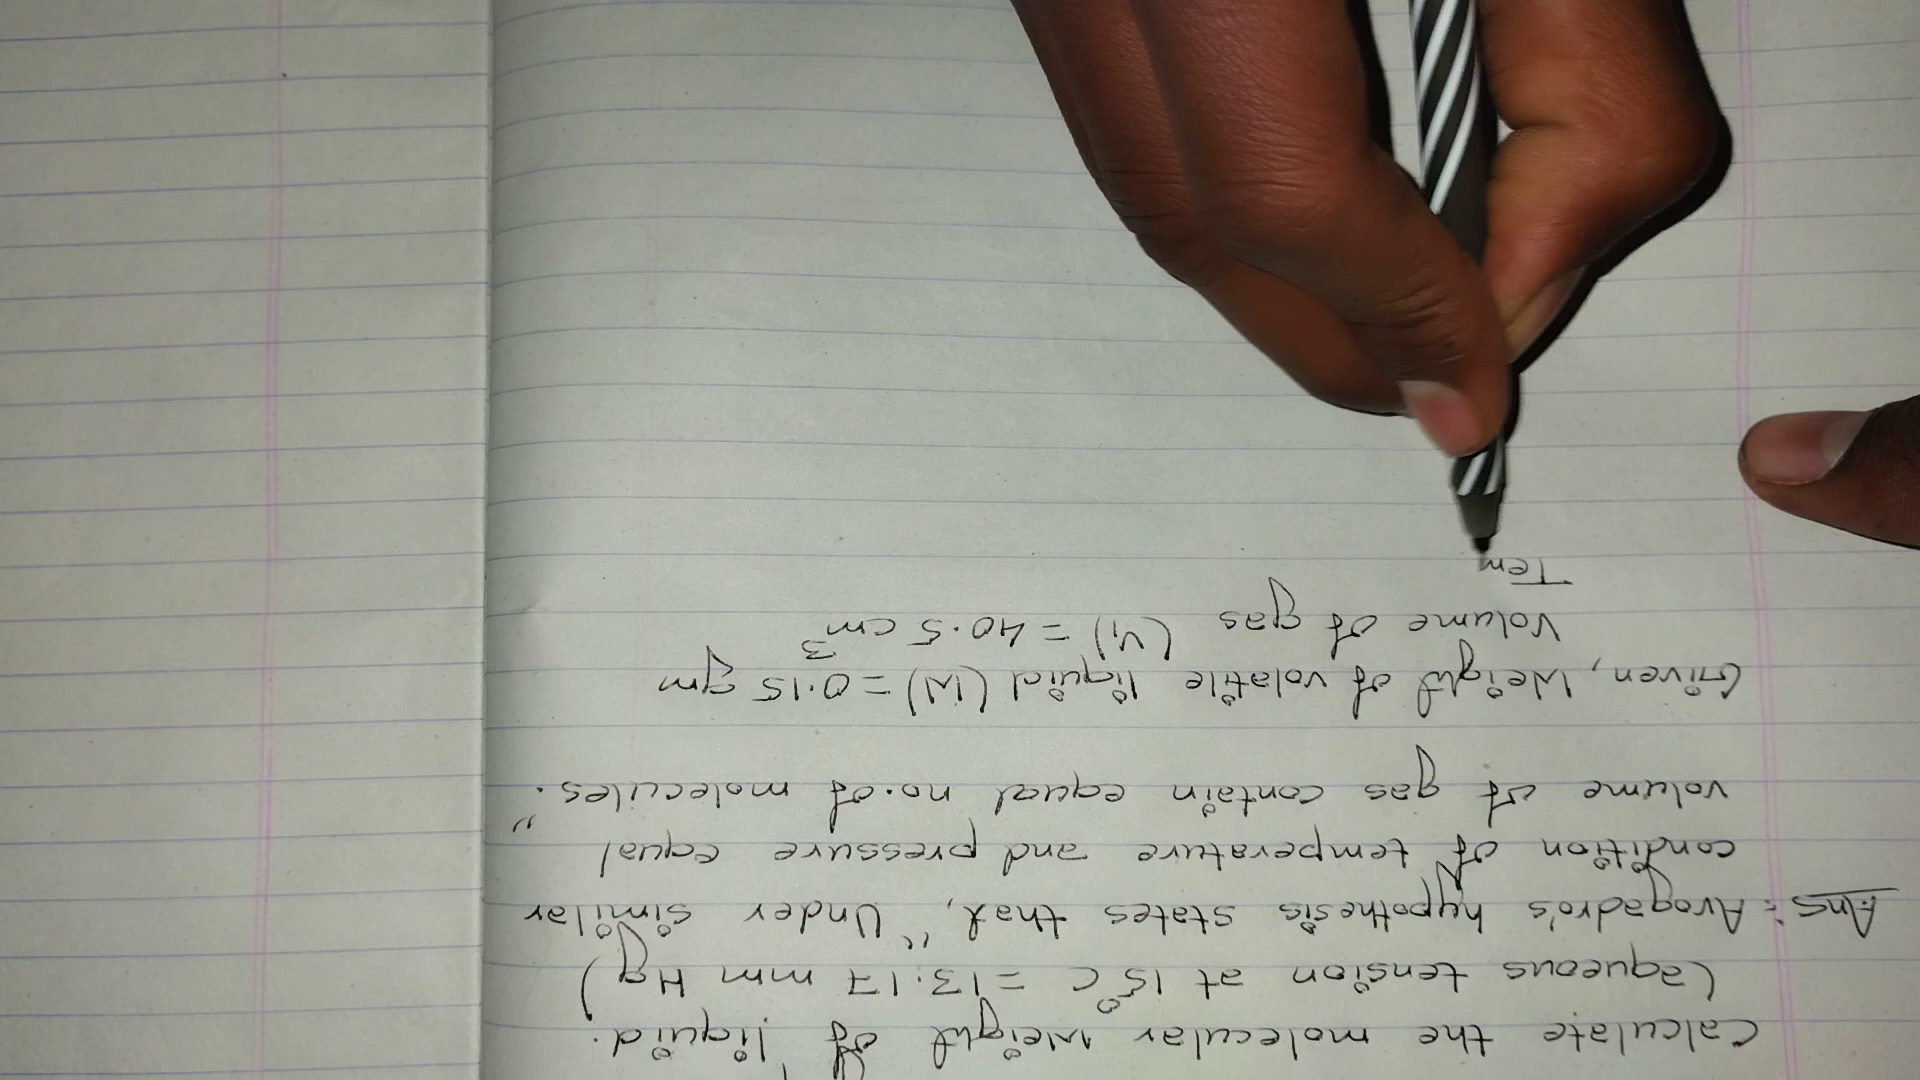 Calculate the molecular weight of liquid.
(aqueous tension at 15°C = 13.17 mm Hg)
Ans: Avogadro's hypothesis states that, "Under similar
condition of temperature and pressure equal
volume of gas contain equal no. of molecules."
Given, Weight of volatile liquid (W) = 0.15 gm
Volume of gas (V₁) = 40.5 cm³
Tem